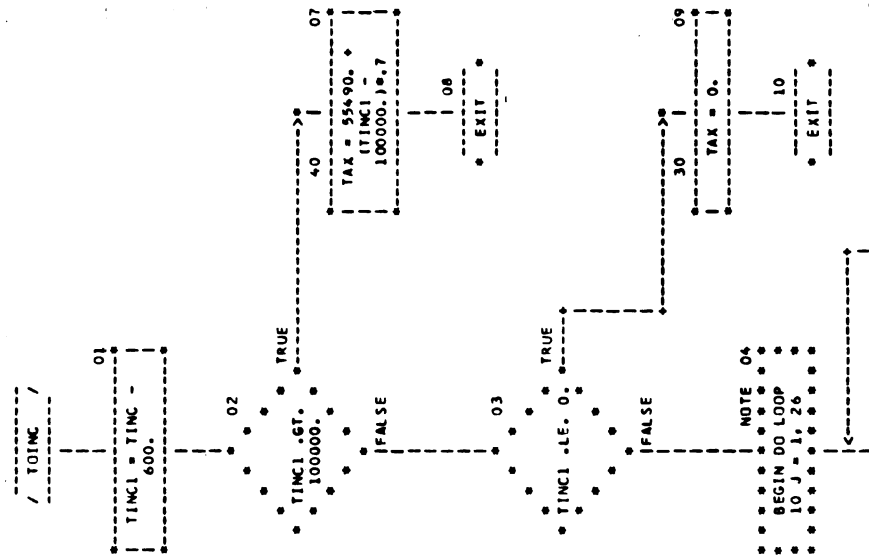 / TOINC /
01
TINC1 = TINC -
600.
02
TINC1 .GT.
100000.
TRUE
FALSE
40
07
TAX = 55490. +
(TINC1 -
100000.)*.7
08
EXIT
03
TINC1 .LE. 0.
TRUE
FALSE
30
09
TAX = 0.
10
EXIT
NOTE 04
BEGIN DO LOOP
10 J = 1, 26